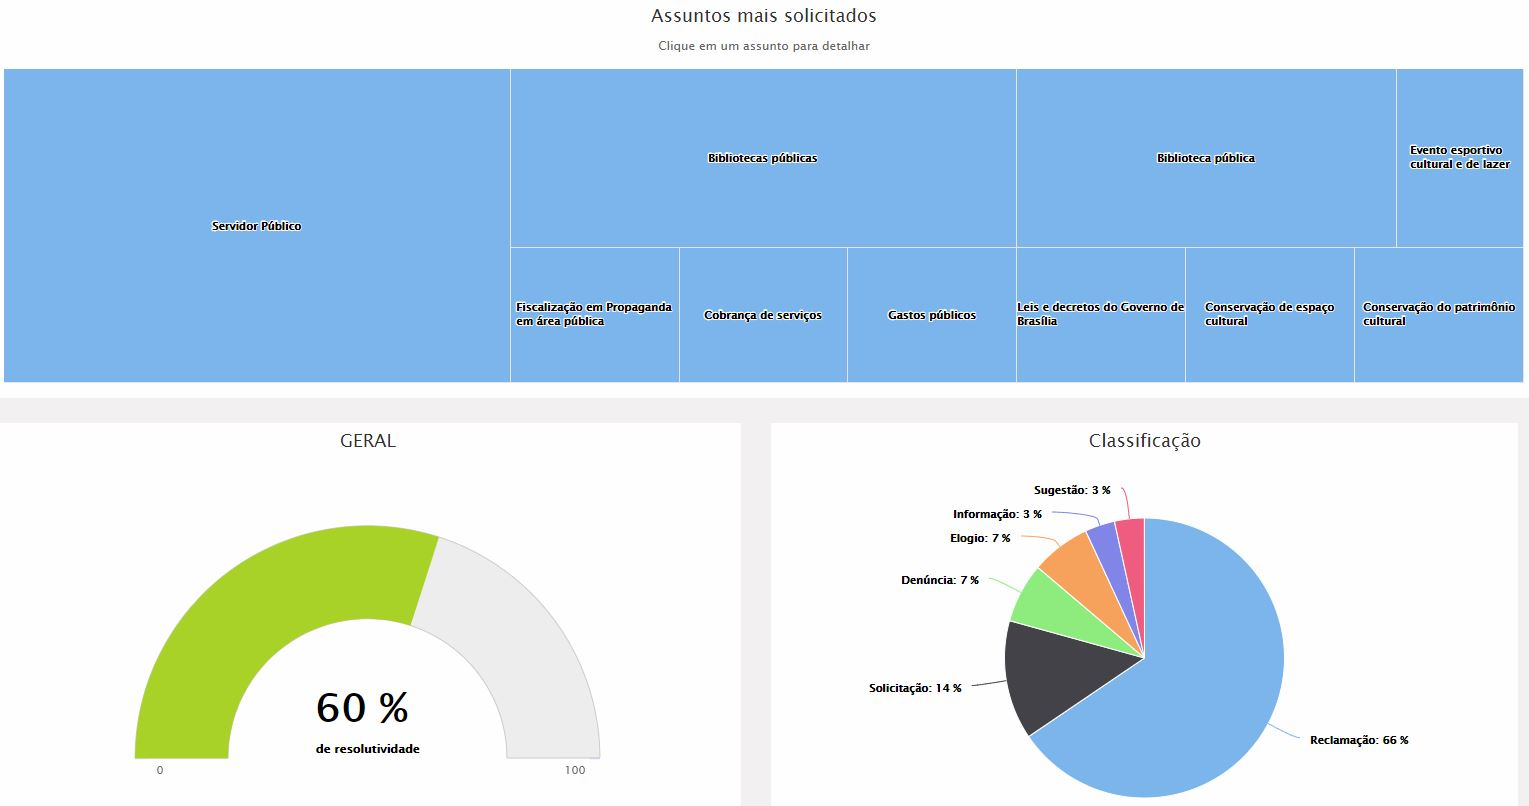 Assuntos mais solicitados
Clique em um assunto para detalhar
Servidor Público
Bibliotecas públicas
Biblioteca pública
Evento esportivo
cultural e de lazer
Fiscalização em Propaganda
em área pública
Cobrança de serviços
Gastos públicos
Leis e decretos do Governo de
Brasília
Conservação de espaço
cultural
Conservação do patrimônio
cultural
GERAL
60 %
de resolutividade
0
100
Classificação
Sugestão: 3 %
Informação: 3 %
Elogio: 7 %
Denúncia: 7 %
Solicitação: 14 %
Reclamação: 66 %